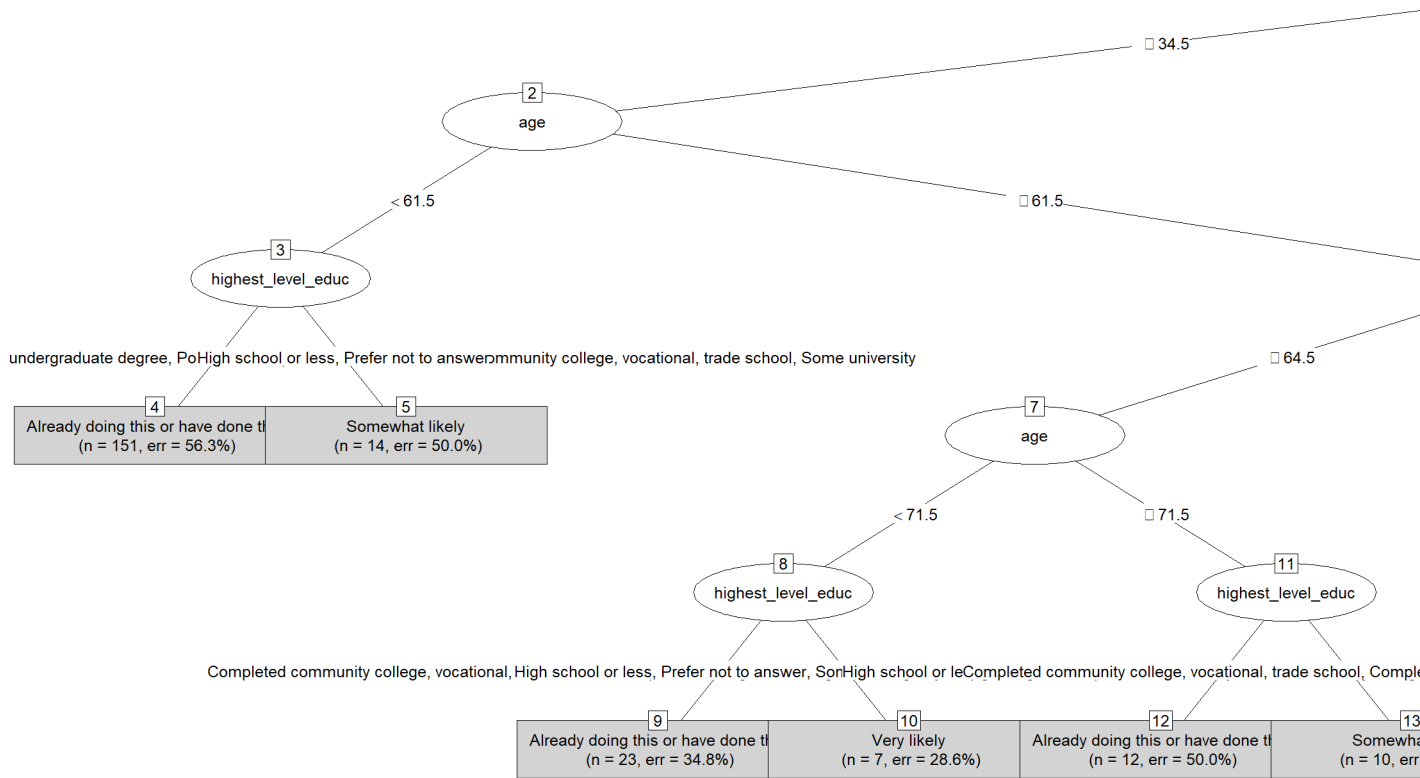 □ 34.5
2
age
< 61.5
□ 61.5
3
highest_level_educ
undergraduate degree, PoHigh school or less, Prefer not to answerommunity college, vocational, trade school, Some university
□ 64.5
4
Already doing this or have done th
(n = 151, err = 56.3%)
5
Somewhat likely
(n = 14, err = 50.0%)
7
age
< 71.5
□ 71.5
8
highest_level_educ
11
highest_level_educ
Completed community college, vocational, High school or less, Prefer not to answer, SomHigh school or leCompleted community college, vocational, trade school, Comple
9
Already doing this or have done th
(n = 23, err = 34.8%)
10
Very likely
(n = 7, err = 28.6%)
12
Already doing this or have done th
(n = 12, err = 50.0%)
13
Somewha
(n = 10, err